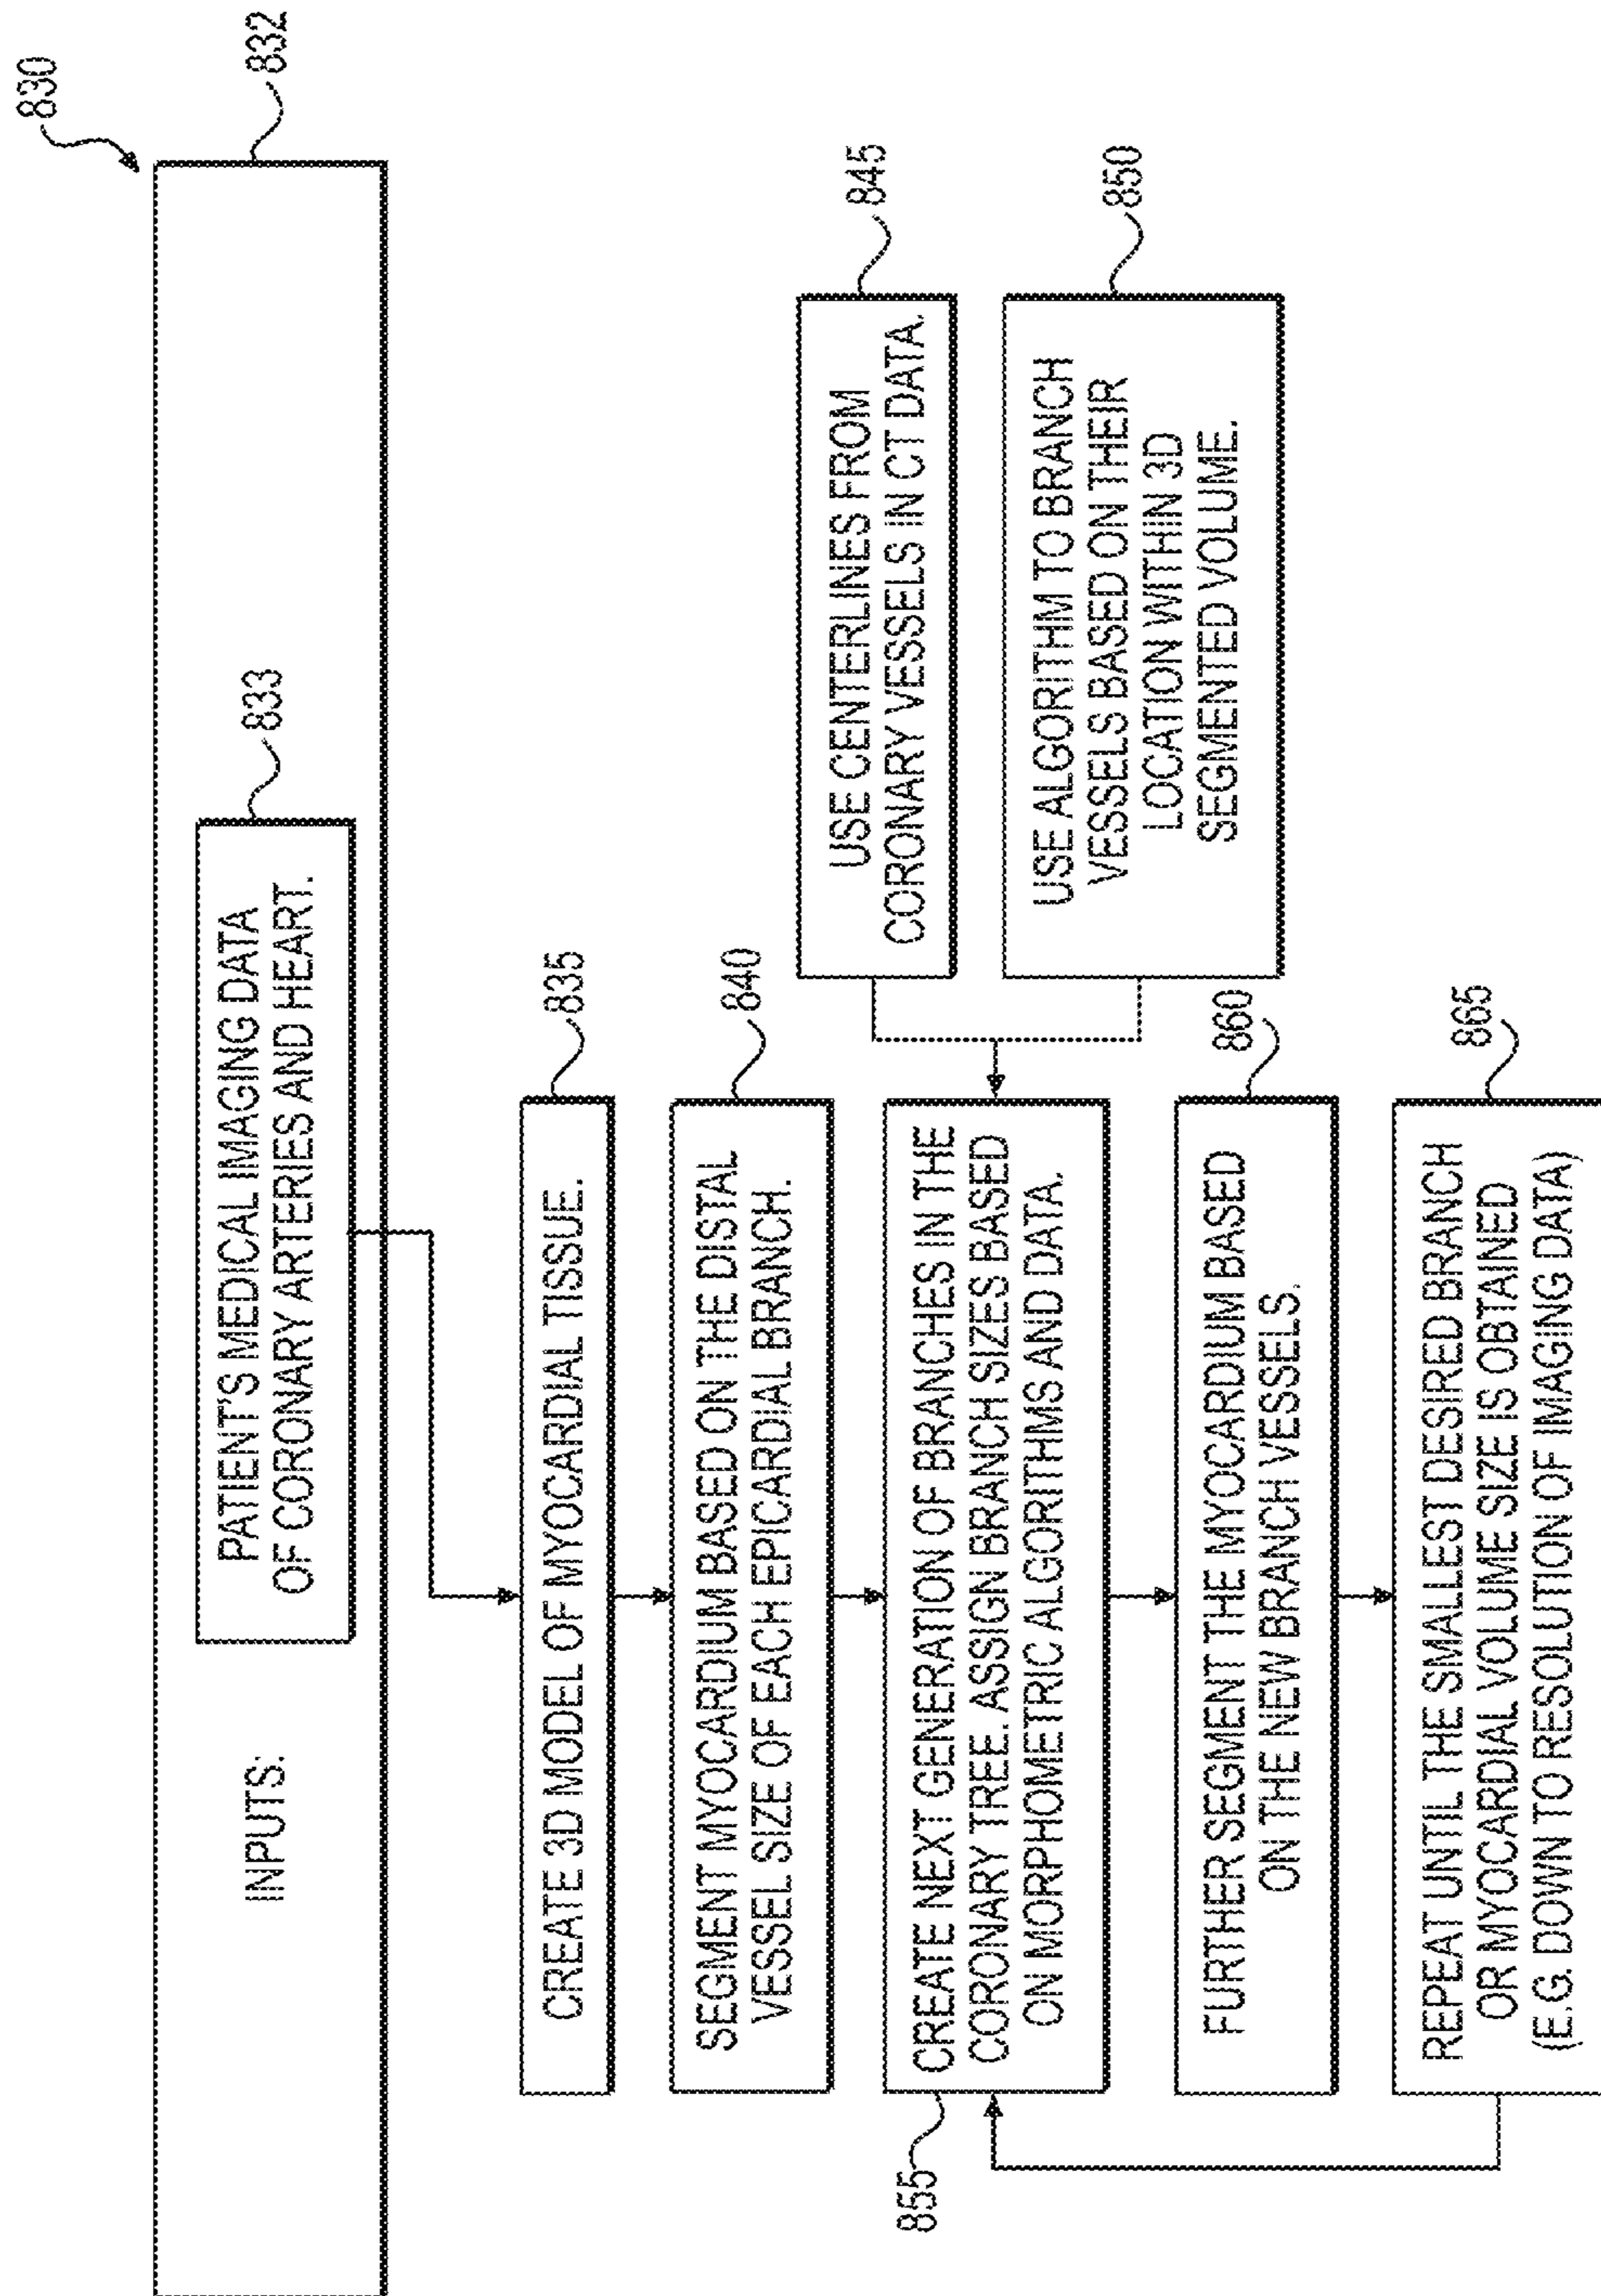 830
832
INPUTS:
833
PATIENT'S MEDICAL IMAGING DATA
OF CORONARY ARTERIES AND HEART.
835
CREATE 3D MODEL OF MYOCARDIAL TISSUE.
840
SEGMENT MYOCARDIUM BASED ON THE DISTAL
VESSEL SIZE OF EACH EPICARDIAL BRANCH.
845
USE CENTERLINES FROM
CORONARY VESSELS IN CT DATA.
850
USE ALGORITHM TO BRANCH
VESSELS BASED ON THEIR
LOCATION WITHIN 3D
SEGMENTED VOLUME.
855
CREATE NEXT GENERATION OF BRANCHES IN THE
CORONARY TREE. ASSIGN BRANCH SIZES BASED
ON MORPHOMETRIC ALGORITHMS AND DATA.
860
FURTHER SEGMENT THE MYOCARDIUM BASED
ON THE NEW BRANCH VESSELS.
865
REPEAT UNTIL THE SMALLEST DESIRED BRANCH
OR MYOCARDIAL VOLUME SIZE IS OBTAINED
(E.G. DOWN TO RESOLUTION OF IMAGING DATA)